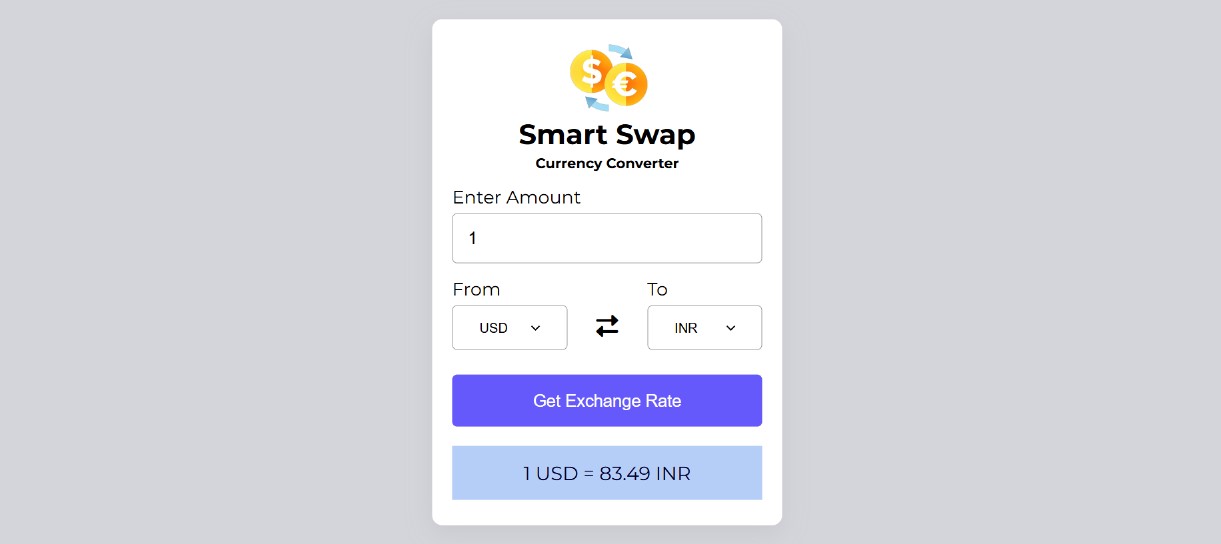 $ €
Smart Swap
Currency Converter
Enter Amount
1
From To
USD INR
Get Exchange Rate
1 USD = 83.49 INR